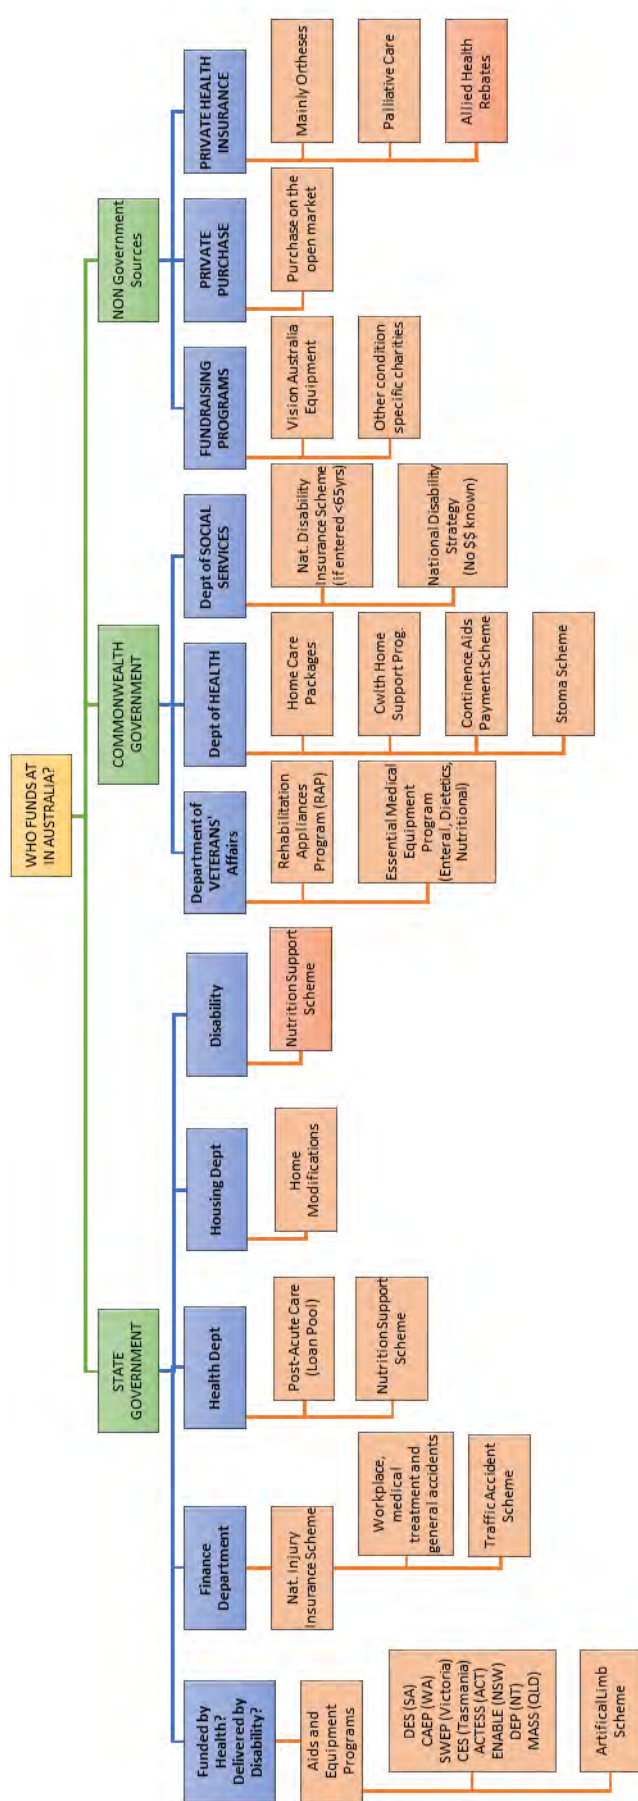 WHO FUNDS AT
IN AUSTRALIA?
STATE
GOVERNMENT
COMMONWEALTH
GOVERNMENT
NON Government
Sources
Funded by
Health?
Delivered by
Disability?
Finance
Department
Health Dept
Housing Dept
Disability
Department of
VETERANS'
Affairs
Dept of HEALTH
Dept of SOCIAL
SERVICES
FUNDRAISING
PROGRAMS
PRIVATE
PURCHASE
PRIVATE HEALTH
INSURANCE
Aids and
Equipment
Programs
DES (SA)
CAEP (WA)
SWEP (Victoria)
CES (Tasmania)
ACTESS (ACT)
ENABLE (NSW)
DEP (NT)
MASS (QLD)
Artifical Limb
Scheme
Nat. Injury
Insurance Scheme
Workplace,
medical
treatment and
general accidents
Traffic Accident
Scheme
Post-Acute Care
(Loan Pool)
Nutrition Support
Scheme
Home
Modifications
Nutrition Support
Scheme
Rehabilitation
Appliances
Program (RAP)
Essential Medical
Equipment
Program
(Enteral, Dietetics,
Nutritional)
Home Care
Packages
Cwlth Home
Support Prog.
Continence Aids
Payment Scheme
Stoma Scheme
Nat. Disability
Insurance Scheme
(if entered <65yrs)
National Disability
Strategy
(No $$ known)
Vision Australia
Equipment
Other condition
specific charities
Purchase on the
open market
Mainly Ortheses
Palliative Care
Allied Health
Rebates